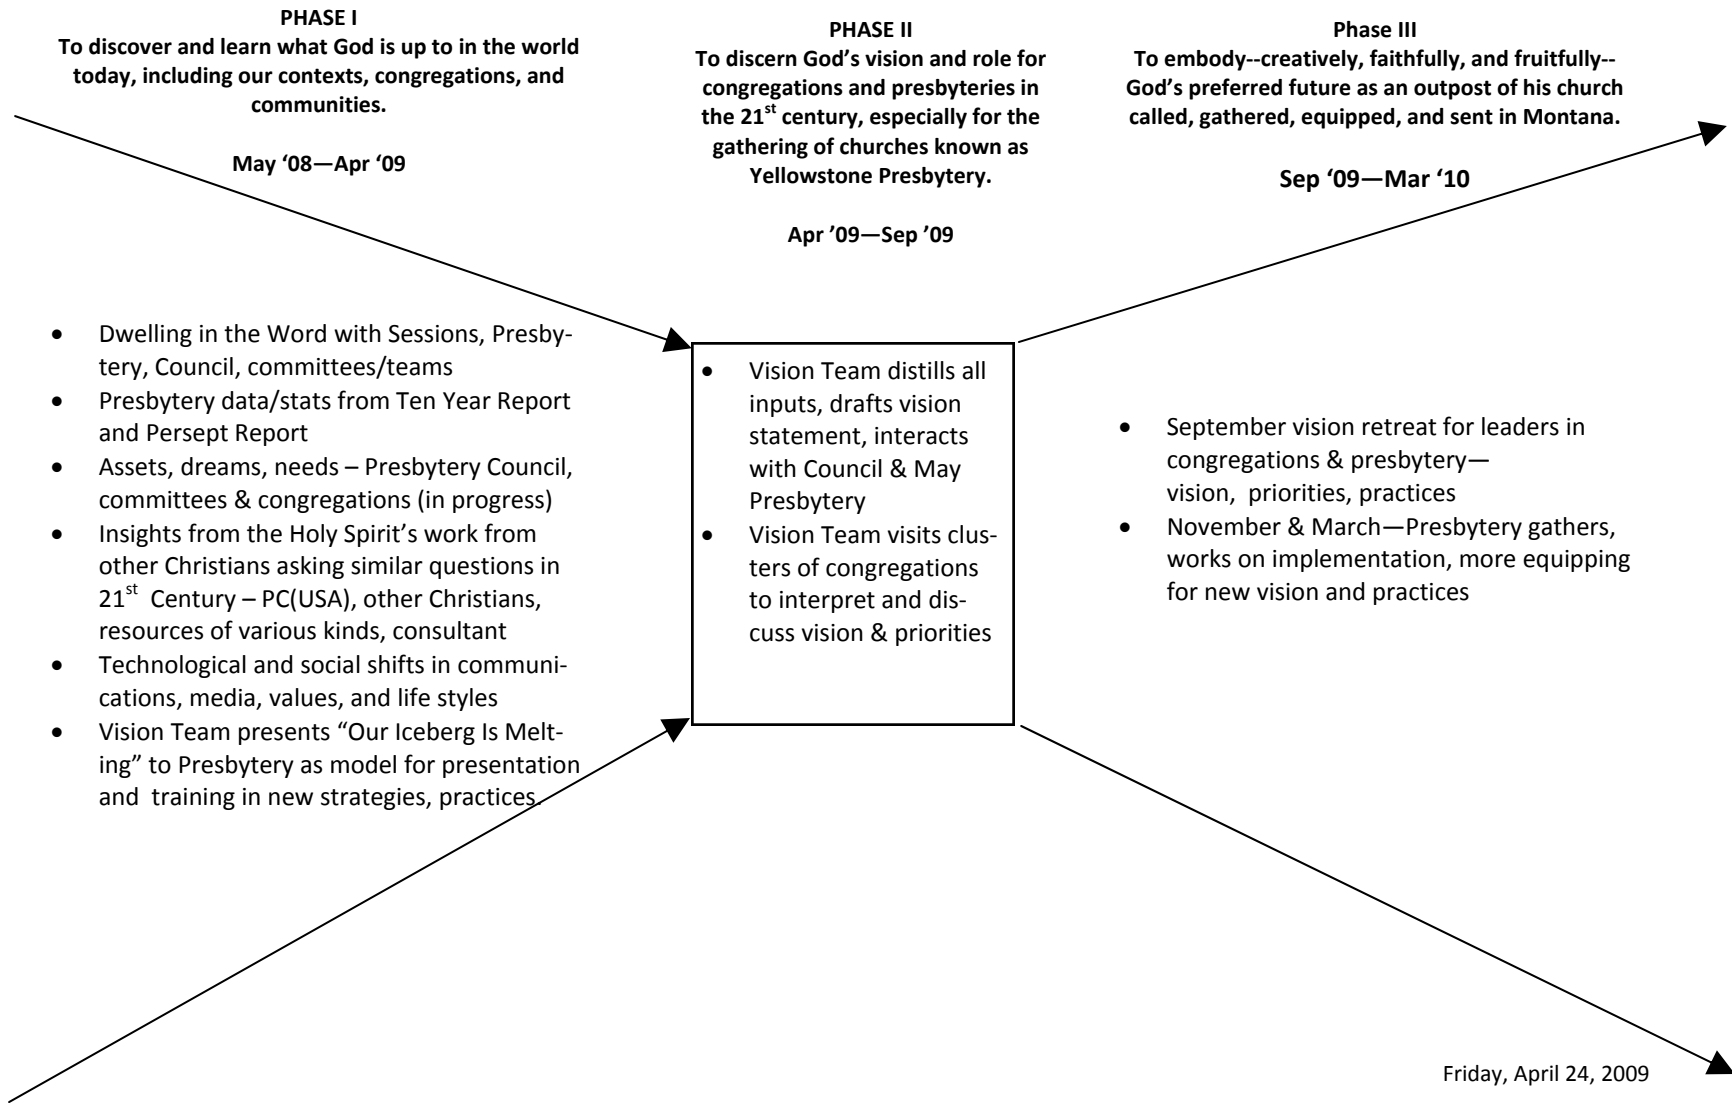 PHASE I
To discover and learn what God is up to in the world
today, including our contexts, congregations, and
communities.
May ‘08—Apr ‘09
PHASE II
To discern God’s vision and role for
congregations and presbyteries in
the 21st century, especially for the
gathering of churches known as
Yellowstone Presbytery.
Apr ’09—Sep ’09
Phase III
To embody--creatively, faithfully, and fruitfully--
God’s preferred future as an outpost of his church
called, gathered, equipped, and sent in Montana.
Sep ‘09—Mar ‘10
• Dwelling in the Word with Sessions, Presby-
tery, Council, committees/teams
• Presbytery data/stats from Ten Year Report
and Persept Report
• Assets, dreams, needs – Presbytery Council,
committees & congregations (in progress)
• Insights from the Holy Spirit’s work from
other Christians asking similar questions in
21st Century – PC(USA), other Christians,
resources of various kinds, consultant
• Technological and social shifts in communi-
cations, media, values, and life styles
• Vision Team presents “Our Iceberg Is Melt-
ing” to Presbytery as model for presentation
and training in new strategies, practices.
• Vision Team distills all
inputs, drafts vision
statement, interacts
with Council & May
Presbytery
• Vision Team visits clus-
ters of congregations
to interpret and dis-
cuss vision & priorities
• September vision retreat for leaders in
congregations & presbytery—
vision, priorities, practices
• November & March—Presbytery gathers,
works on implementation, more equipping
for new vision and practices
Friday, April 24, 2009